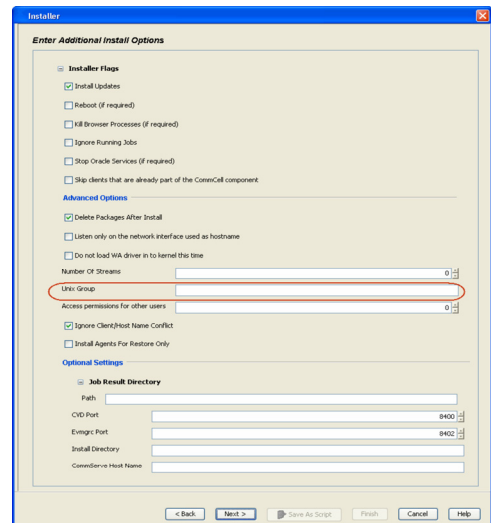 Installer
Enter Additional Install Options
Installer Flags
Install Updates
Reboot (if required)
Kill Browser Processes (if required)
Ignore Running Jobs
Stop Oracle Services (if required)
Skip clients that are already part of the CommCell component
Advanced Options
Delete Packages After Install
Listen only on the network interface used as hostname
Do not load WA driver in to kernel this time
Number Of Streams 0
Unix Group
Access permissions for other users 0
Ignore Client/Host Name Conflict
Install Agents For Restore Only
Optional Settings
Job Result Directory
Path
CVD Port 8400
Evmgrc Port 8402
Install Directory
CommServe Host Name
< Back Next > Save As Script Finish Cancel Help